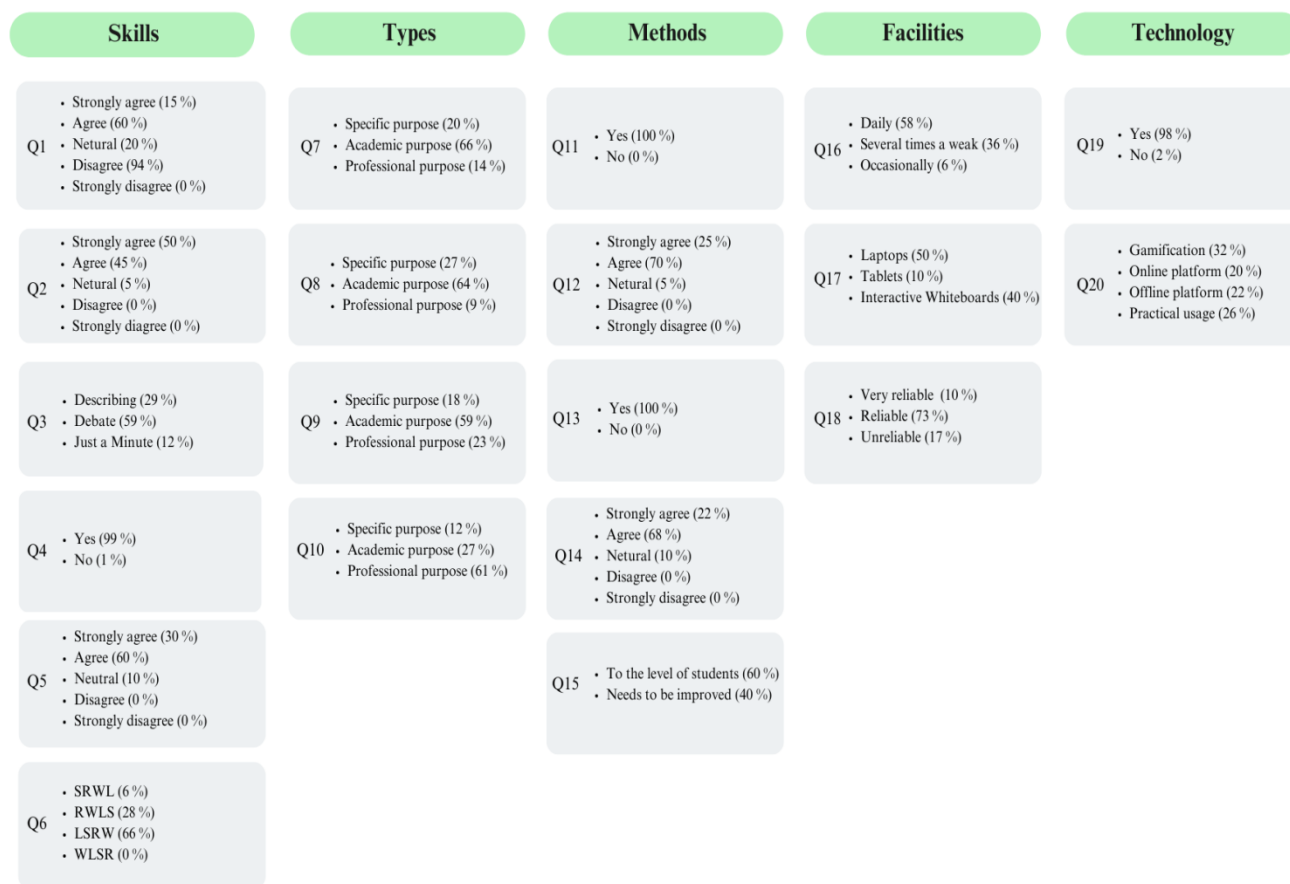 Skills
Q1
• Strongly agree (15 %)
• Agree (60 %)
• Netural (20 %)
• Disagree (94 %)
• Strongly disagree (0 %)
Q2
• Strongly agree (50 %)
• Agree (45 %)
• Netural (5 %)
• Disagree (0 %)
• Strongly diagree (0 %)
Q3
• Describing (29 %)
• Debate (59 %)
• Just a Minute (12 %)
Q4
• Yes (99 %)
• No (1 %)
Q5
• Strongly agree (30 %)
• Agree (60 %)
• Neutral (10 %)
• Disagree (0 %)
• Strongly disagree (0 %)
Q6
• SRWL (6 %)
• RWLS (28 %)
• LSRW (66 %)
• WLSR (0 %)
Types
Q7
• Specific purpose (20 %)
• Academic purpose (66 %)
• Professional purpose (14 %)
Q8
• Specific purpose (27 %)
• Academic purpose (64 %)
• Professional purpose (9 %)
Q9
• Specific purpose (18 %)
• Academic purpose (59 %)
• Professional purpose (23 %)
Q10
• Specific purpose (12 %)
• Academic purpose (27 %)
• Professional purpose (61 %)
Methods
Q11
• Yes (100 %)
• No (0 %)
Q12
• Strongly agree (25 %)
• Agree (70 %)
• Netural (5 %)
• Disagree (0 %)
• Strongly disagree (0 %)
Q13
• Yes (100 %)
• No (0 %)
Q14
• Strongly agree (22 %)
• Agree (68 %)
• Netural (10 %)
• Disagree (0 %)
• Strongly disagree (0 %)
Q15
• To the level of students (60 %)
• Needs to be improved (40 %)
Facilities
Q16
• Daily (58 %)
• Several times a weak (36 %)
• Occasionally (6 %)
Q17
• Laptops (50 %)
• Tablets (10 %)
• Interactive Whiteboards (40 %)
Q18
• Very reliable (10 %)
• Reliable (73 %)
• Unreliable (17 %)
Technology
Q19
• Yes (98 %)
• No (2 %)
Q20
• Gamification (32 %)
• Online platform (20 %)
• Offline platform (22 %)
• Practical usage (26 %)